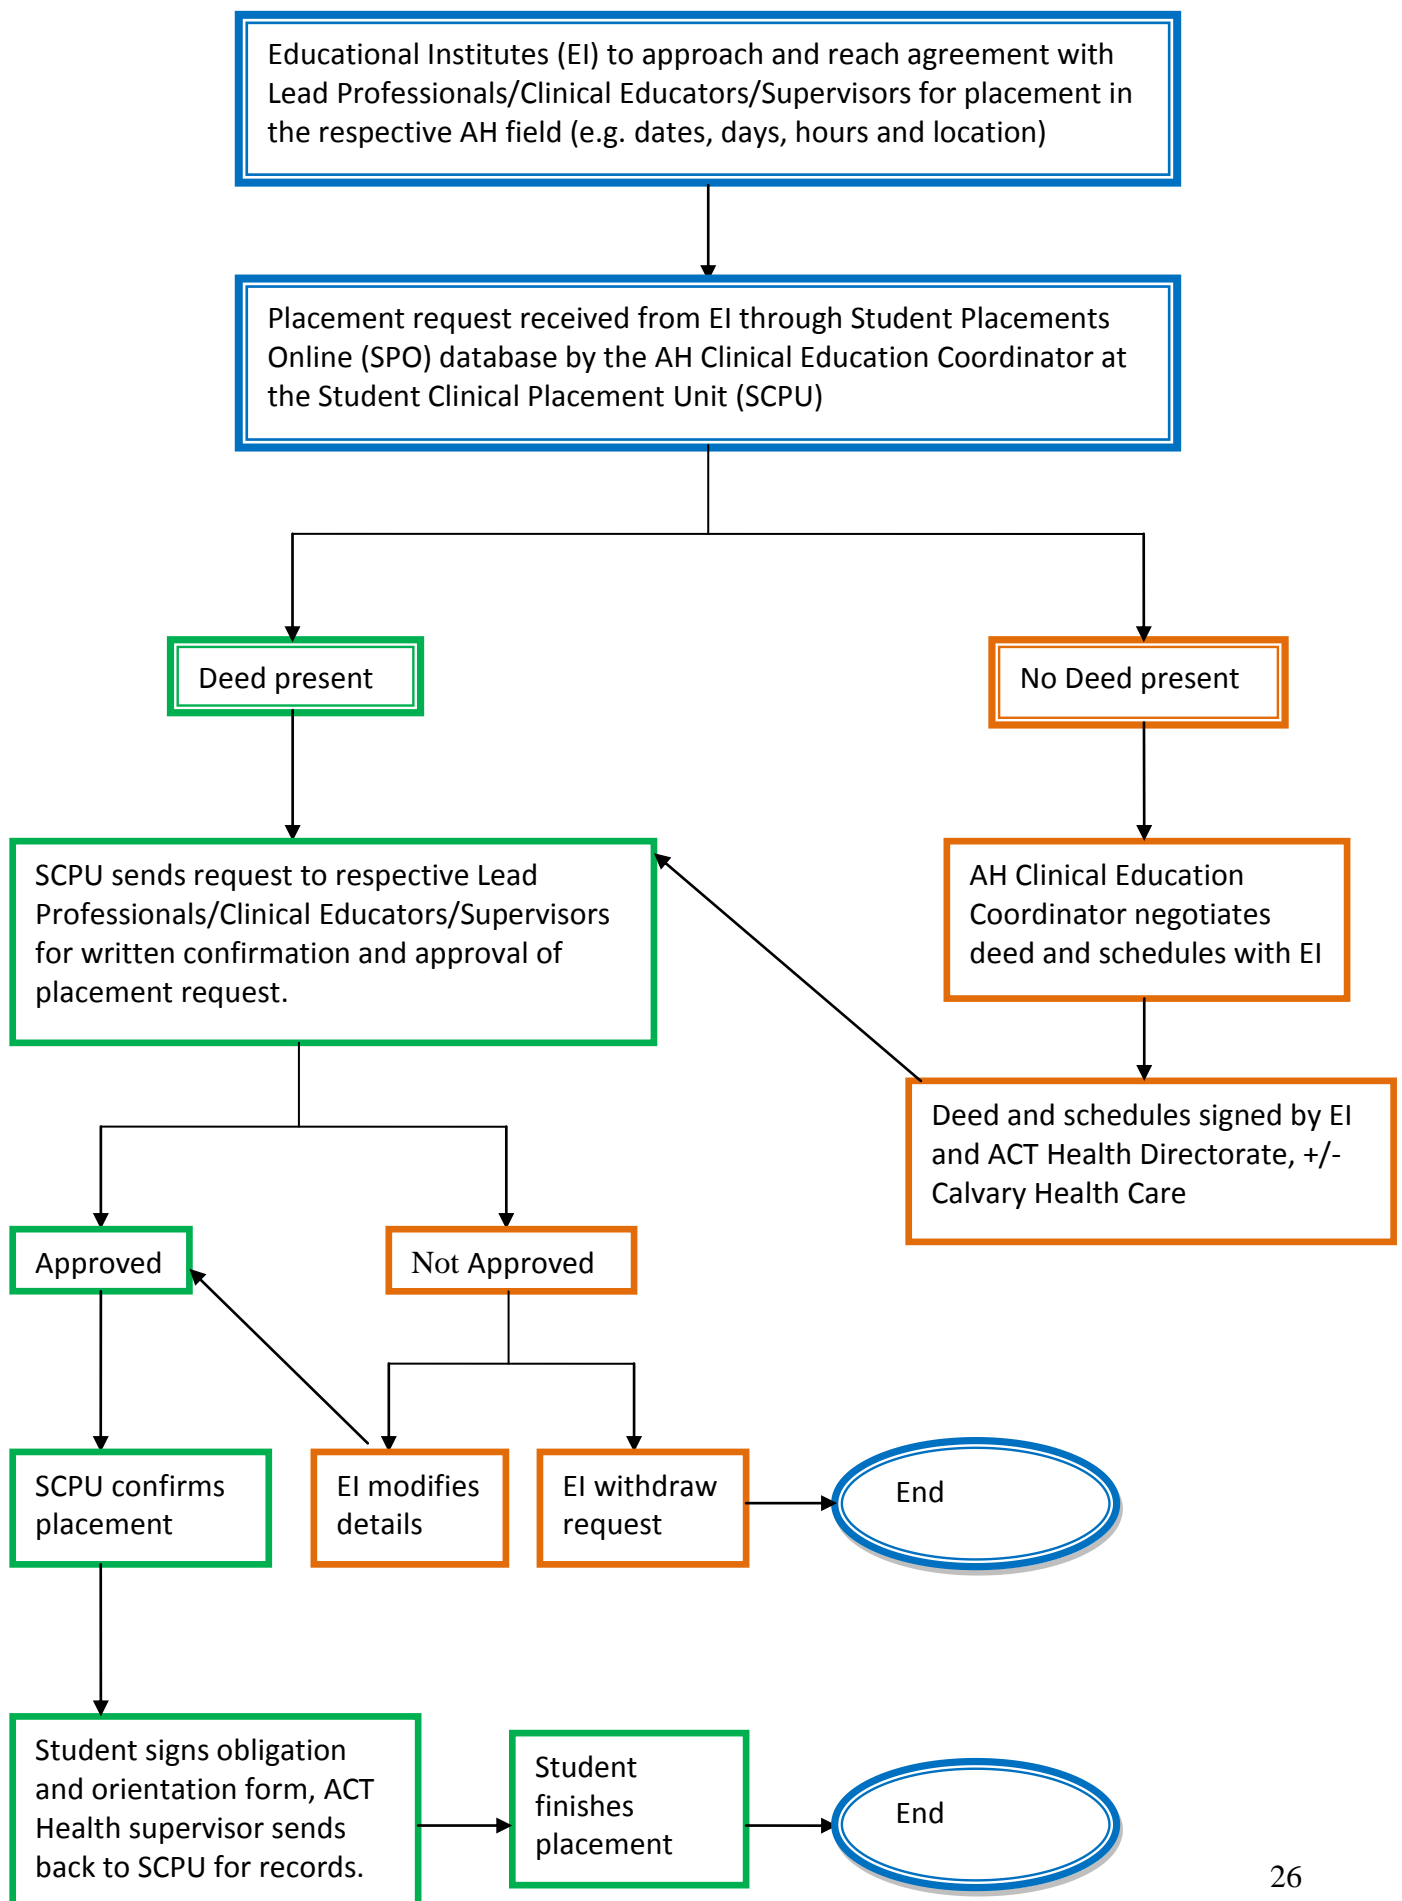 Educational Institutes (EI) to approach and reach agreement with
Lead Professionals/Clinical Educators/Supervisors for placement in
the respective AH field (e.g. dates, days, hours and location)
Placement request received from EI through Student Placements
Online (SPO) database by the AH Clinical Education Coordinator at
the Student Clinical Placement Unit (SCPU)
Deed present
No Deed present
SCPU sends request to respective Lead
Professionals/Clinical Educators/Supervisors
for written confirmation and approval of
placement request.
AH Clinical Education
Coordinator negotiates
deed and schedules with EI
Deed and schedules signed by EI
and ACT Health Directorate, +/-
Calvary Health Care
Approved
Not Approved
SCPU confirms
placement
EI modifies
details
EI withdraw
request
End
Student signs obligation
and orientation form, ACT
Health supervisor sends
back to SCPU for records.
Student
finishes
placement
End
26